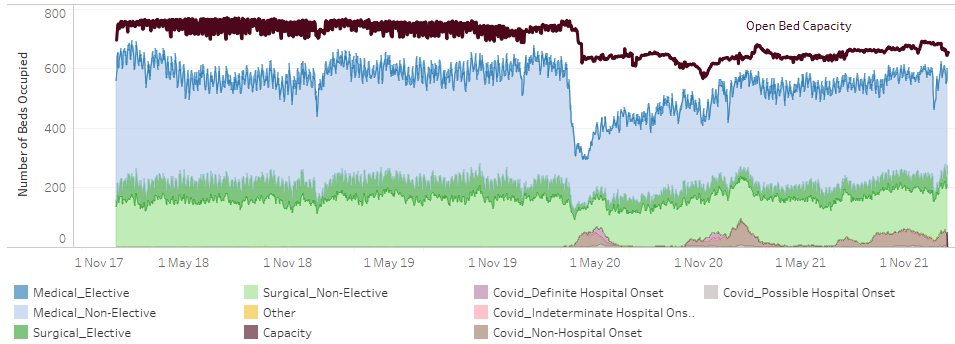 800
Open Bed Capacity
600
400
200
0
Number of Beds Occupied
1 Nov 17 1 May 18 1 Nov 18 1 May 19 1 Nov 19 1 May 20 1 Nov 20 1 May 21 1 Nov 21
Medical_Elective Surgical_Non-Elective Covid_Definite Hospital Onset Covid_Possible Hospital Onset
Medical_Non-Elective Other Covid_Indeterminate Hospital Ons..
Surgical_Elective Capacity Covid_Non-Hospital Onset